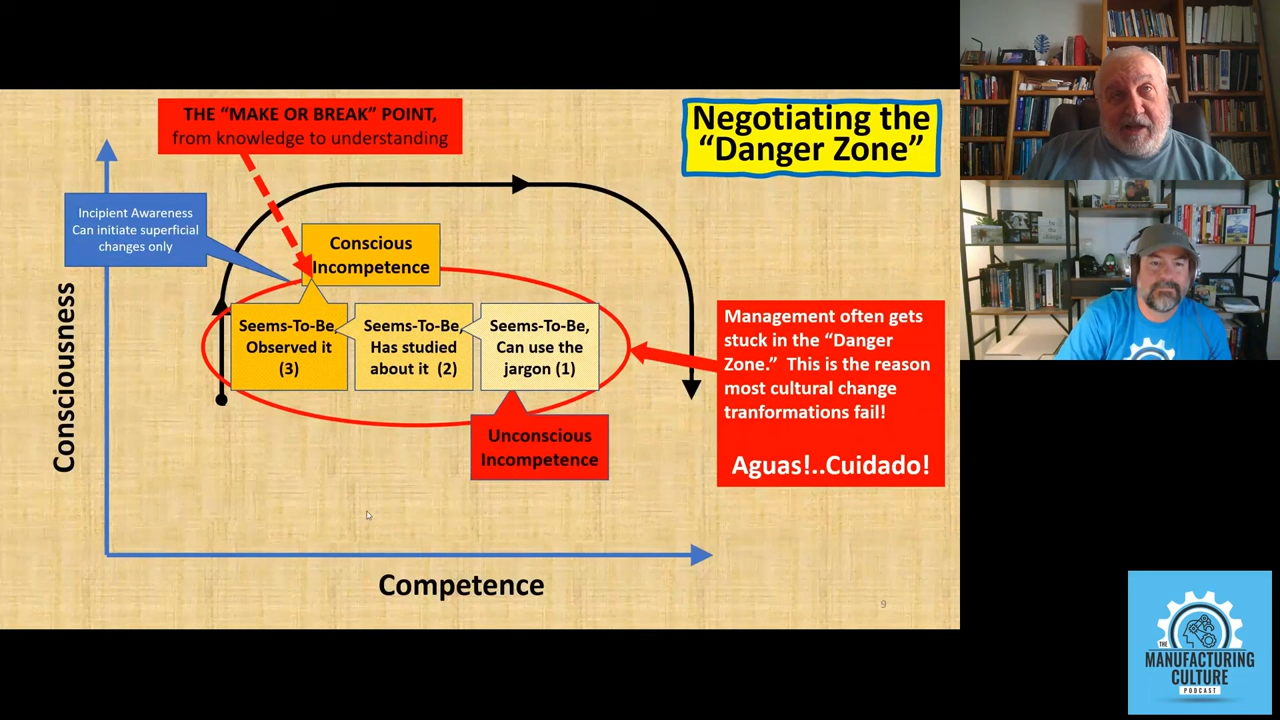 THE “MAKE OR BREAK” POINT,
from knowledge to understanding
Negotiating the
“Danger Zone”
Incipient Awareness
Can initiate superficial
changes only
Conscious
Incompetence
Seems-To-Be,
Observed it
(3)
Seems-To-Be,
Has studied
about it (2)
Seems-To-Be,
Can use the
jargon (1)
Unconscious
Incompetence
Management often gets
stuck in the “Danger
Zone.” This is the reason
most cultural change
tranformations fail!
Aguas!..Cuidado!
Consciousness
Competence
9
THE
MANUFACTURING
CULTURE
PODCAST